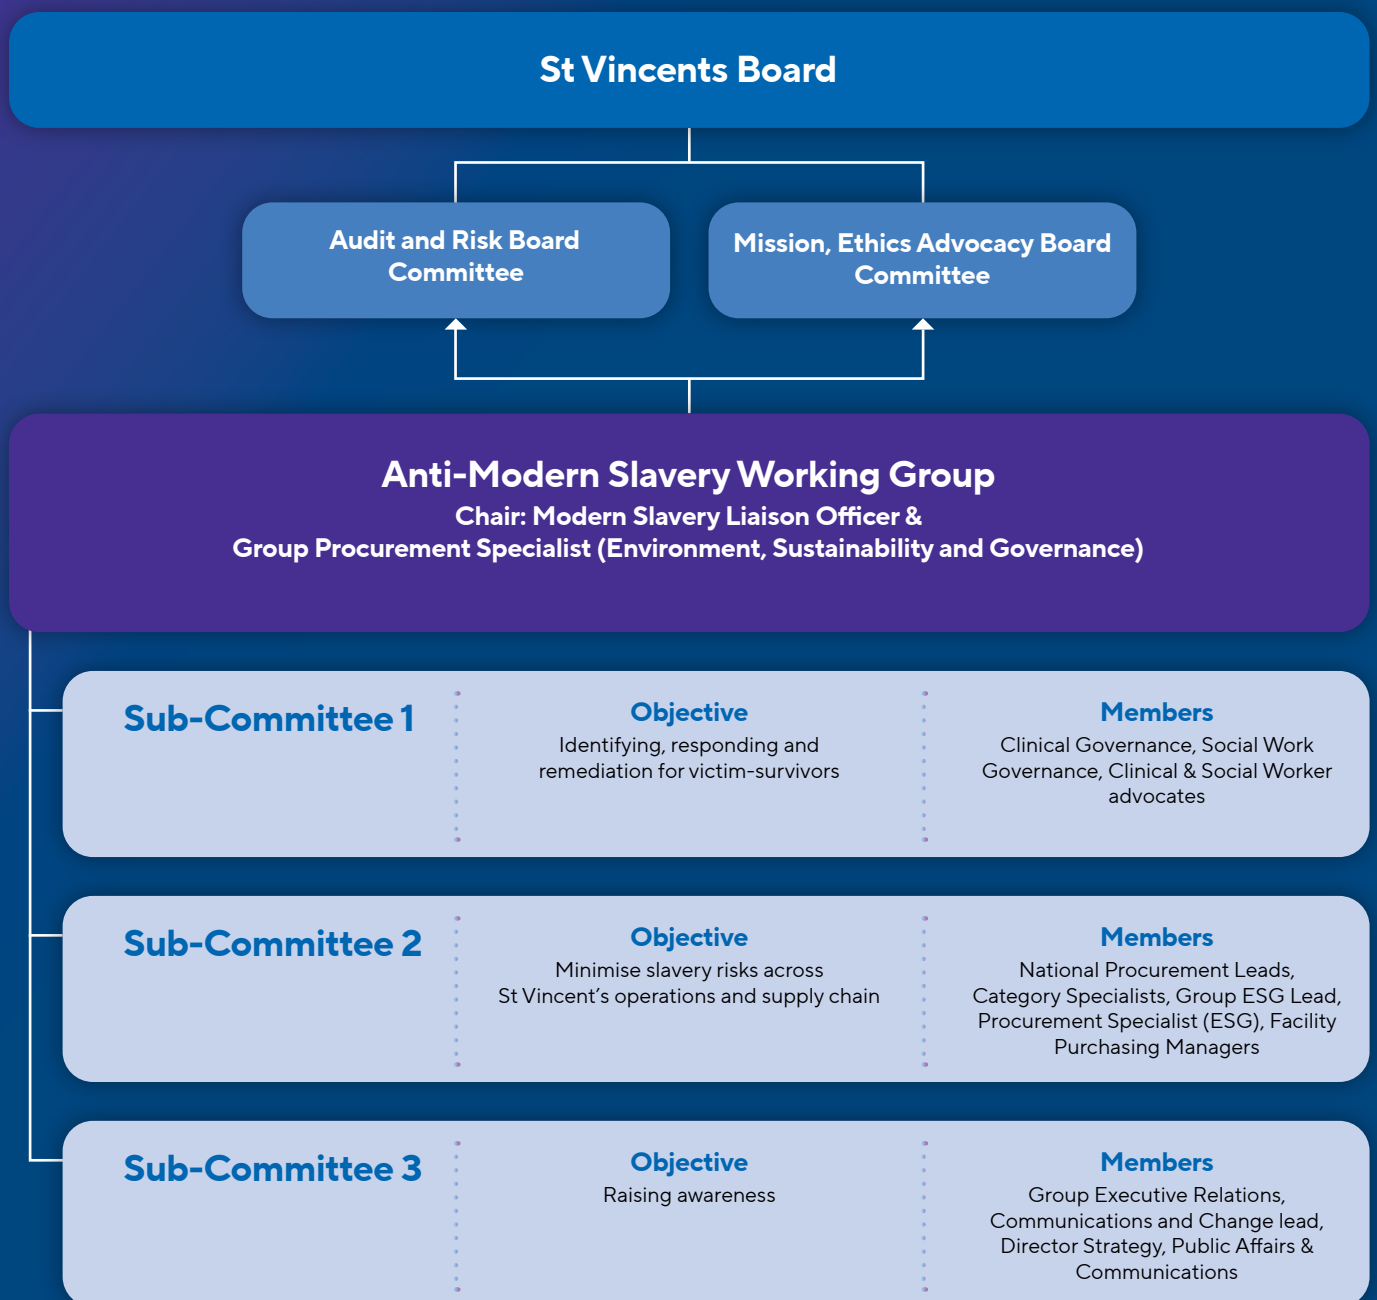 St Vincents Board
Audit and Risk Board
Committee
Mission, Ethics Advocacy Board
Committee
Anti-Modern Slavery Working Group
Chair: Modern Slavery Liaison Officer &
Group Procurement Specialist (Environment, Sustainability and Governance)
Sub-Committee 1
Objective
Identifying, responding and
remediation for victim-survivors
Members
Clinical Governance, Social Work
Governance, Clinical & Social Worker
advocates
Sub-Committee 2
Objective
Minimise slavery risks across
St Vincent’s operations and supply chain
Members
National Procurement Leads,
Category Specialists, Group ESG Lead,
Procurement Specialist (ESG), Facility
Purchasing Managers
Sub-Committee 3
Objective
Raising awareness
Members
Group Executive Relations,
Communications and Change lead,
Director Strategy, Public Affairs &
Communications